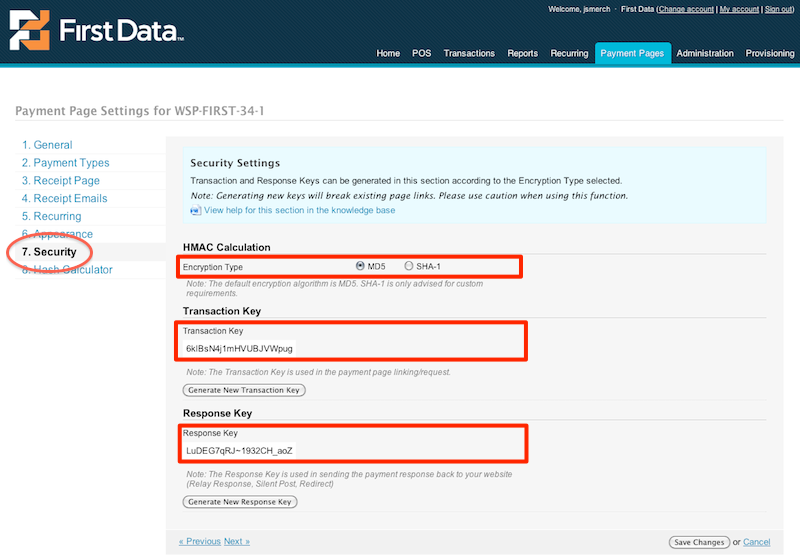 Welcome, jsmerch · First Data (Change account | My account | Sign out)
First Data™
Home POS Transactions Reports Recurring Payment Pages Administration Provisioning
Payment Page Settings for WSP-FIRST-34-1
1. General
2. Payment Types
3. Receipt Page
4. Receipt Emails
5. Recurring
6. Appearance
7. Security
8. Hash Calculator
Security Settings
Transaction and Response Keys can be generated in this section according to the Encryption Type selected.
Note: Generating new keys will break existing page links. Please use caution when using this function.
View help for this section in the knowledge base
HMAC Calculation
Encryption Type MD5 SHA-1
Note: The default encryption algorithm is MD5. SHA-1 is only advised for custom
requirements.
Transaction Key
Transaction Key
6klBsN4j1mHVUBJVWpug
Note: The Transaction Key is used in the payment page linking/request.
Generate New Transaction Key
Response Key
Response Key
LuDEG7qRJ~1932CH_aoZ
Note: The Response Key is used in sending the payment response back to your website
(Relay Response, Silent Post, Redirect)
Generate New Response Key
« Previous Next »
Save Changes or Cancel